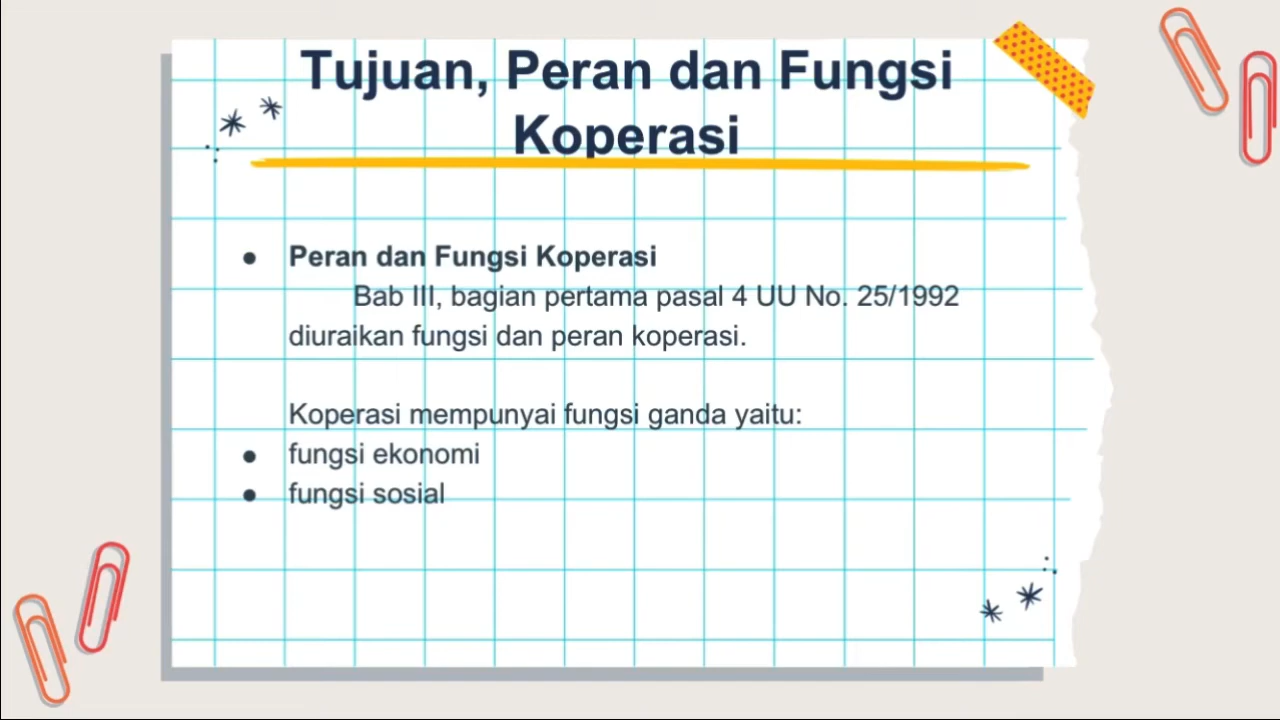 Tujuan, Peran dan Fungsi
Koperasi
● Peran dan Fungsi Koperasi
Bab III, bagian pertama pasal 4 UU No. 25/1992
diuraikan fungsi dan peran koperasi.
Koperasi mempunyai fungsi ganda yaitu:
● fungsi ekonomi
● fungsi sosial